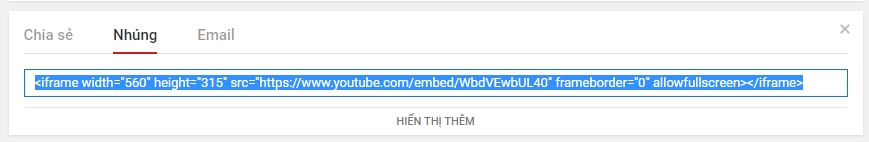 Chia sẻ Nhúng Email
<iframe width="560" height="315" src="https://www.youtube.com/embed/WbdVEwbUL40" frameborder="0" allowfullscreen></iframe>
HIỂN THỊ THÊM